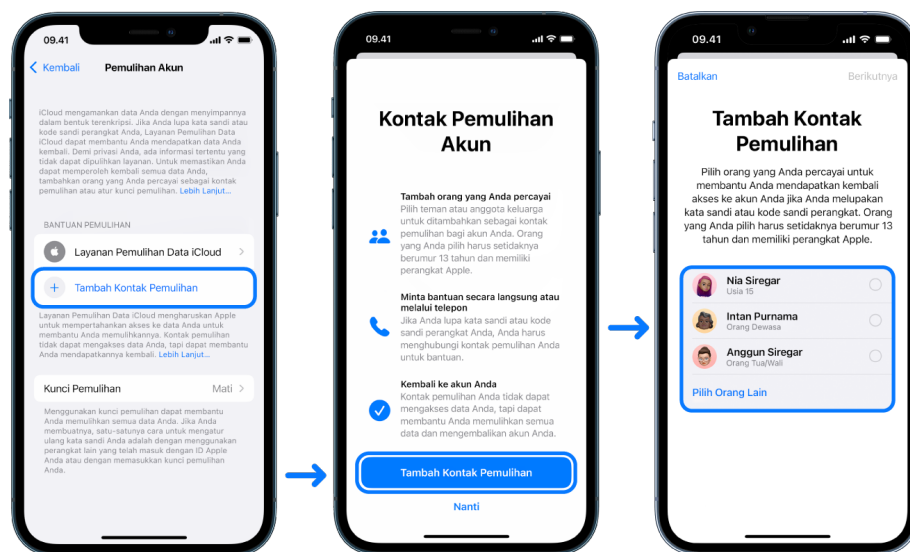 09.41
Kembali
Pemulihan Akun
iCloud mengamankan data Anda dengan menyimpannya
dalam bentuk terenkripsi. Jika Anda lupa kata sandi atau
kode sandi perangkat Anda, Layanan Pemulihan Data
iCloud dapat membantu Anda mendapatkan data Anda
kembali. Demi privasi Anda, ada informasi tertentu yang
tidak dapat dipulihkan layanan. Untuk memastikan Anda
dapat memperoleh kembali semua data Anda,
tambahkan orang yang Anda percayai sebagai kontak
pemulihan atau atur kunci pemulihan. Lebih Lanjut...
BANTUAN PEMULIHAN
Layanan Pemulihan Data iCloud
Tambah Kontak Pemulihan
Layanan Pemulihan Data iCloud mengharuskan Apple
untuk mempertahankan akses ke data Anda untuk
membantu Anda memulihkannya. Kontak pemulihan
tidak dapat mengakses data Anda, tapi dapat membantu
Anda mendapatkannya kembali. Lebih Lanjut...
Kunci Pemulihan
Mati
Menggunakan kunci pemulihan dapat membantu
Anda memulihkan semua data Anda. Jika Anda
membuatnya, satu-satunya cara untuk mengatur
ulang kata sandi Anda adalah dengan menggunakan
perangkat lain yang telah masuk dengan ID Apple
Anda atau dengan memasukkan kunci pemulihan
Anda.
09.41
Kontak Pemulihan
Akun
Tambah orang yang Anda percayai
Pilih teman atau anggota keluarga
untuk ditambahkan sebagai kontak
pemulihan bagi akun Anda. Orang
yang Anda pilih harus setidaknya
berumur 13 tahun dan memiliki
perangkat Apple.
Minta bantuan secara langsung atau
melalui telepon
Jika Anda lupa kata sandi atau kode
sandi perangkat Anda, Anda harus
menghubungi kontak pemulihan Anda
untuk bantuan.
Kembali ke akun Anda
Kontak pemulihan Anda tidak dapat
mengakses data Anda, tapi dapat
membantu Anda memulihkan semua
data dan mengembalikan akun Anda.
Tambah Kontak Pemulihan
Nanti
09.41
Batalkan
Berikutnya
Tambah Kontak
Pemulihan
Pilih orang yang Anda percayai untuk
membantu Anda mendapatkan kembali
akses ke akun Anda jika Anda melupakan
kata sandi atau kode sandi perangkat. Orang
yang Anda pilih harus setidaknya berumur 13
tahun dan memiliki perangkat Apple.
Nia Siregar
Usia 15
Intan Purnama
Orang Dewasa
Anggun Siregar
Orang Tua/Wali
Pilih Orang Lain